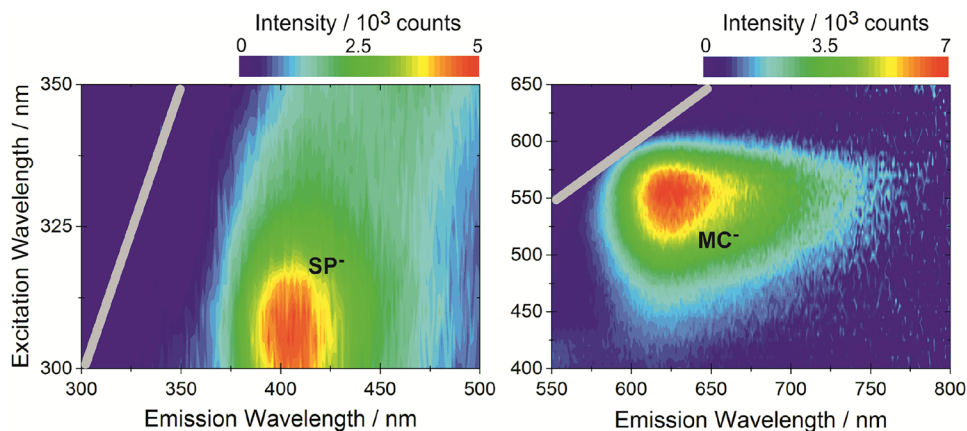 Intensity / 10³ counts
0 2.5 5
Excitation Wavelength / nm
350
325
300
SP⁻
300 350 400 450 500
Emission Wavelength / nm
Intensity / 10³ counts
0 3.5 7
650
600
550
500
450
400
MC⁻
550 600 650 700 750 800
Emission Wavelength / nm